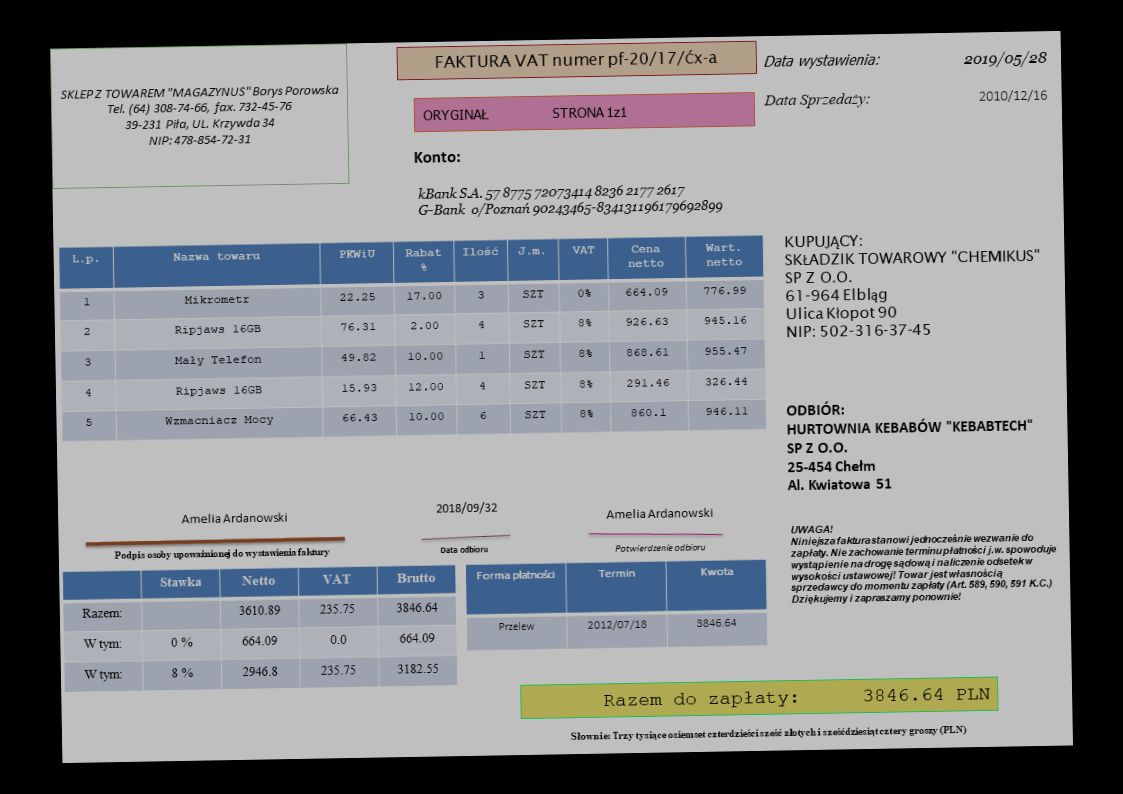 SKLEP Z TOWAREM "MAGAZYNUS" Borys Porowska
Tel. (64) 308-74-66, fax. 732-45-76
39-231 Piła, UL. Krzywda 34
NIP: 478-854-72-31
FAKTURA VAT numer pf-20/17/Ćx-a
ORYGINAŁ STRONA 1z1
Data wystawienia: 2019/05/28
Data Sprzedaży: 2010/12/16
Konto:
kBank S.A. 57 8775 72073414 8236 2177 2617
G-Bank o/Poznań 90243465-834131196179692899
L.p. Nazwa towaru PKWiU Rabat % Ilość J.m. VAT Cena netto Wart. netto
1 Mikrometr 22.25 17.00 3 SZT 0% 664.09 776.99
2 Ripjaws 16GB 76.31 2.00 4 SZT 8% 926.63 945.16
3 Mały Telefon 49.82 10.00 1 SZT 8% 868.61 955.47
4 Ripjaws 16GB 15.93 12.00 4 SZT 8% 291.46 326.44
5 Wzmacniacz Mocy 66.43 10.00 6 SZT 8% 860.1 946.11
KUPUJĄCY:
SKŁADZIK TOWAROWY "CHEMIKUS"
SP Z O.O.
61-964 Elbląg
Ulica Kłopot 90
NIP: 502-316-37-45
ODBIÓR:
HURTOWNIA KEBABÓW "KEBABTECH"
SP Z O.O.
25-454 Chełm
Al. Kwiatowa 51
Amelia Ardanowski
Podpis osoby upoważnionej do wystawienia faktury
2018/09/32
Data odbioru
Amelia Ardanowski
Potwierdzenie odbioru
UWAGA!
Niniejsza faktura stanowi jednocześnie wezwanie do
zapłaty. Nie zachowanie terminu płatności j.w. spowoduje
wystąpienie na drogę sądową i naliczenie odsetek w
wysokości ustawowej! Towar jest własnością
sprzedawcy do momentu zapłaty (Art. 589, 590, 591 K.C.)
Dziękujemy i zapraszamy ponownie!
Stawka Netto VAT Brutto
Razem: 3610.89 235.75 3846.64
W tym: 0 % 664.09 0.0 664.09
W tym: 8 % 2946.8 235.75 3182.55
Forma płatności Termin Kwota
Przelew 2012/07/18 3846.64
Razem do zapłaty: 3846.64 PLN
Słownie: Trzy tysiące osiemset czterdzieści sześć złotych i sześćdziesiąt cztery groszy (PLN)